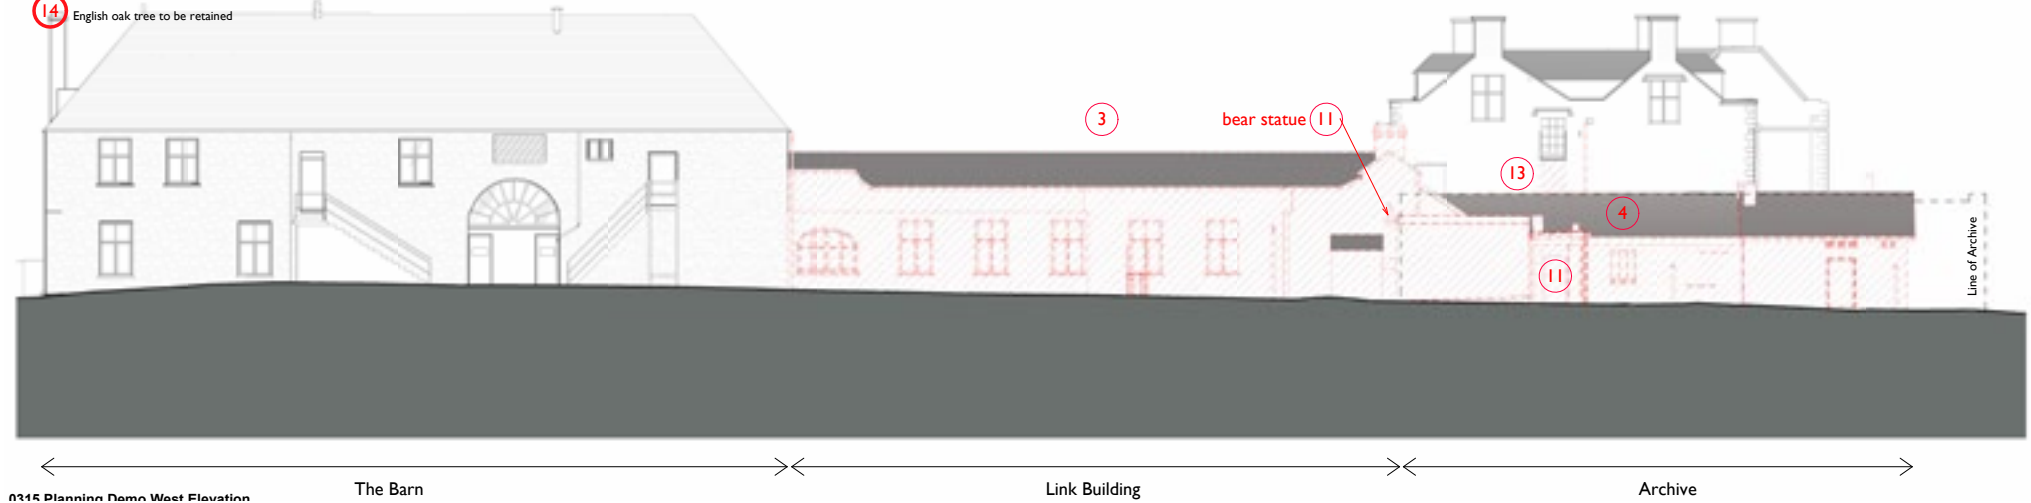 14 English oak tree to be retained
3
bear statue 11
13
4
11
Line of Archive
The Barn
Link Building
Archive
0315 Planning Demo West Elevation